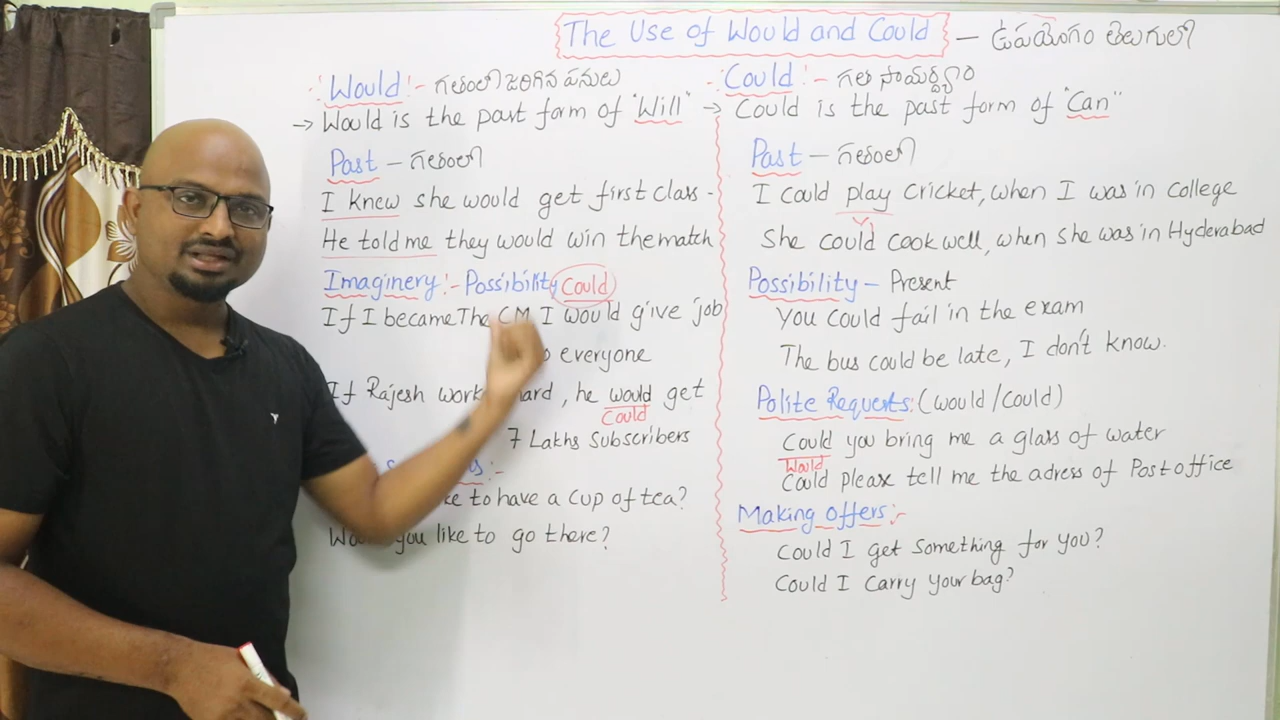 The Use of Would and Could — ఉపయోగం తెలుగులో
Would :- గతంలో జరిగిన పనులు
→ Would is the past form of "Will"
Past – గతంలో
I knew she would get first class -
He told me they would win the match
Imaginery :- Possibility Could
If I became The CM I would give job
everyone
If Rajesh work hard, he would get
Could
7 Lakhs Subscribers
to have a cup of tea?
you like to go there?
Could :- గత సామర్థ్యం
→ Could is the past form of "Can"
Past – గతంలో
I could play cricket, when I was in college
V1
She could cook well, when she was in Hyderabad
Possibility – Present
You could fail in the exam
The bus could be late, I don't know.
Polite Requests: (would/could)
Could you bring me a glass of water
Would
Could please tell me the adress of Post office
Making offers :-
Could I get something for you?
Could I carry your bag?